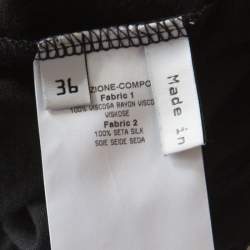 36
ZIONE-COMPO
Fabric 1
100% VISCOSA RAYON VISCO
VISKOSE
Fabric 2
100% SETA SILK
SOIE SEIDE SEDA
Made in